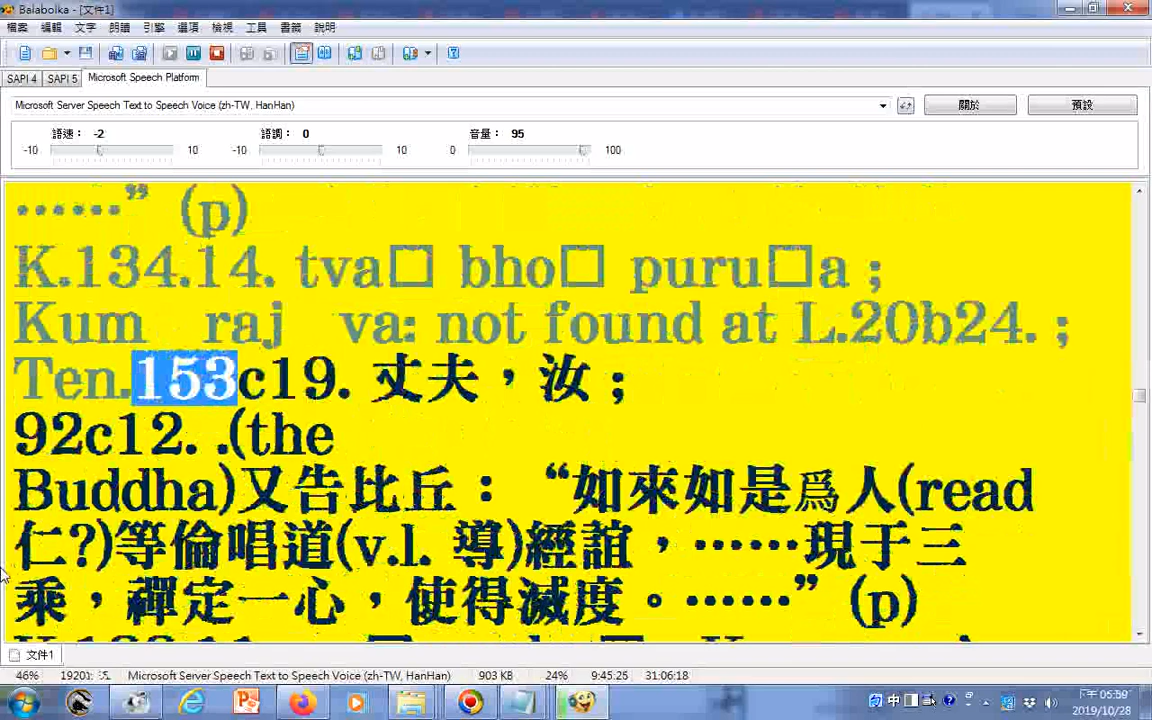 Balabolka - [文件1]
檔案 編輯 文字 朗讀 引擎 選項 檢視 工具 書籤 說明
SAPI 4 SAPI 5 Microsoft Speech Platform
Microsoft Server Speech Text to Speech Voice (zh-TW, HanHan) 關於 預設
語速： -2 語調： 0 音量： 95
-10 10 -10 10 0 100
……” (p)
K.134.14. tva□ bho□ puru□a ;
Kum raj va: not found at L.20b24. ;
Ten.153c19. 丈夫，汝；
92c12. .(the
Buddha)又告比丘： “如來如是爲人(read
仁?)等倫唱道(v.l. 導)經誼，……現于三
乘，禪定一心，使得滅度。……” (p)
文件1
46% Microsoft Server Speech Text to Speech Voice (zh-TW, HanHan) 903 KB 24% 9:45:25 31:06:18
中 下午 05:59
2019/10/28